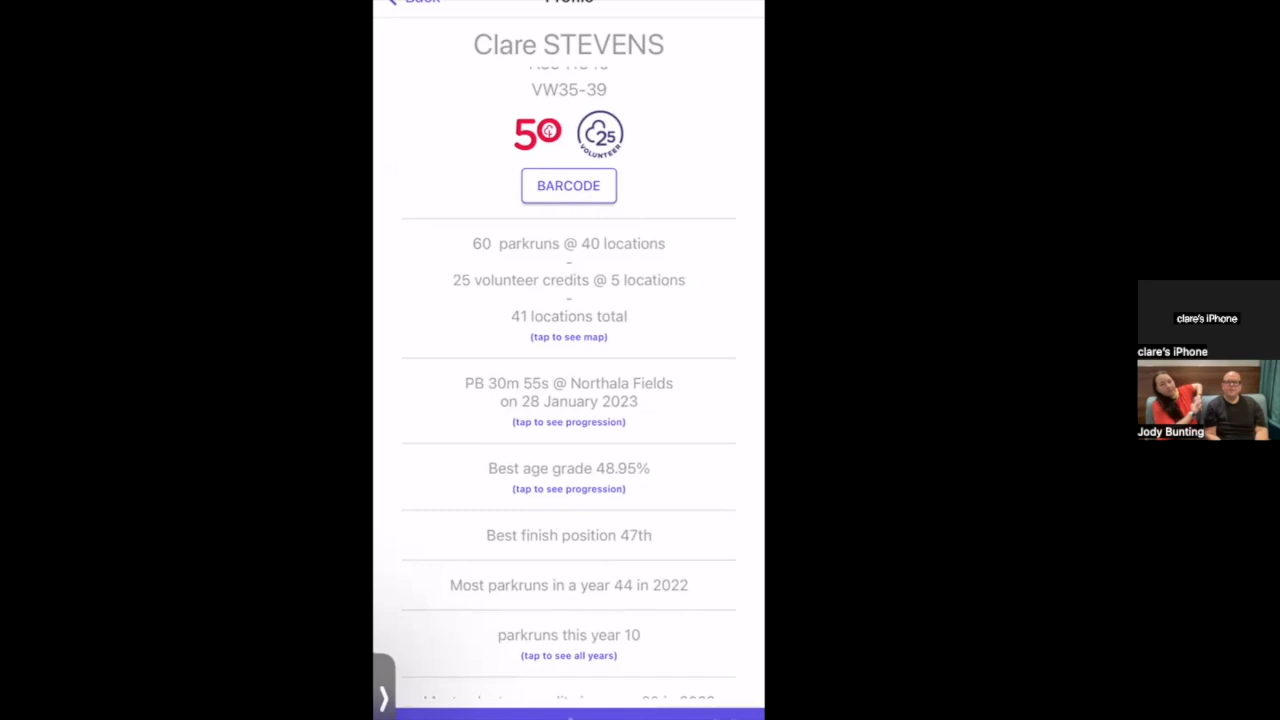 Back
Profile
Clare STEVENS
VW35-39
50
25
VOLUNTEER
BARCODE
60 parkruns @ 40 locations
-
25 volunteer credits @ 5 locations
-
41 locations total
(tap to see map)
PB 30m 55s @ Northala Fields
on 28 January 2023
(tap to see progression)
Best age grade 48.95%
(tap to see progression)
Best finish position 47th
Most parkruns in a year 44 in 2022
parkruns this year 10
(tap to see all years)
clare's iPhone
clare's iPhone
Jody Bunting